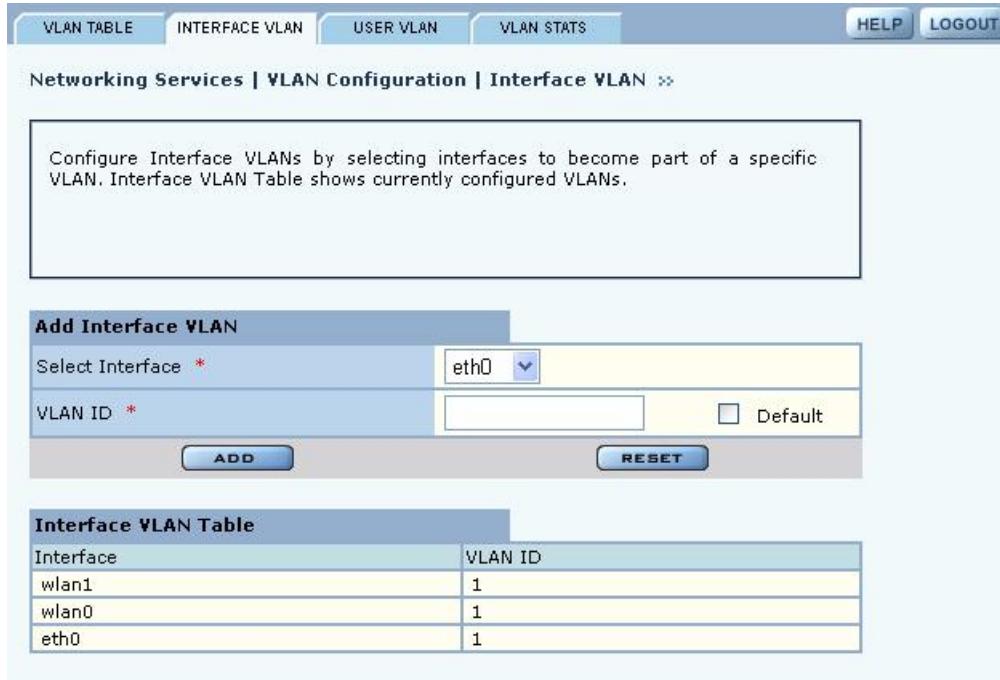 VLAN TABLE
INTERFACE VLAN
USER VLAN
VLAN STATS
HELP
LOGOUT
Networking Services | VLAN Configuration | Interface VLAN »
Configure Interface VLANs by selecting interfaces to become part of a specific
VLAN. Interface VLAN Table shows currently configured VLANs.
Add Interface VLAN
Select Interface *
eth0
VLAN ID *
Default
ADD
RESET
Interface VLAN Table
Interface VLAN ID
wlan1 1
wlan0 1
eth0 1